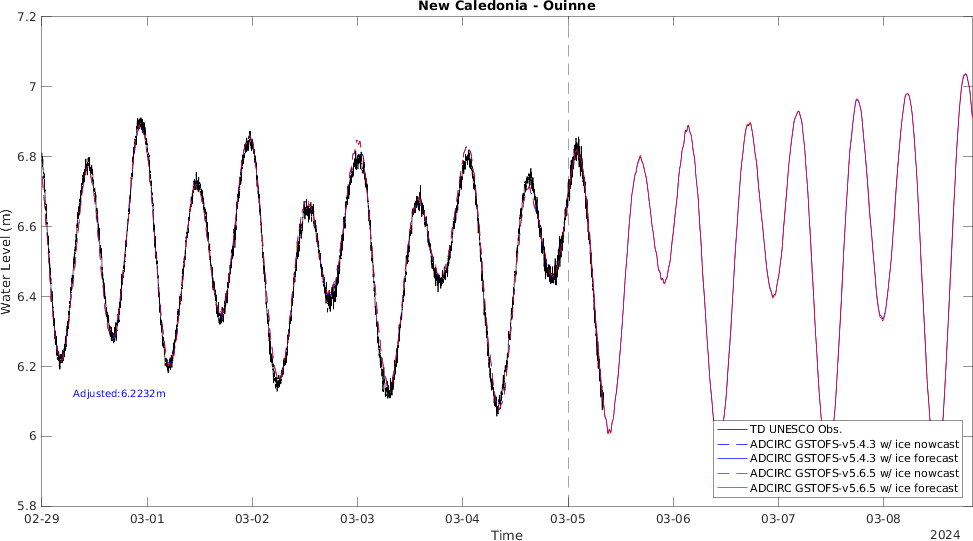 New Caledonia - Ouinne
7.2
7
6.8
6.6
6.4
6.2
6
5.8
Water Level (m)
Adjusted:6.2232m
TD UNESCO Obs.
ADCIRC GSTOFS-v5.4.3 w/ ice nowcast
ADCIRC GSTOFS-v5.4.3 w/ ice forecast
ADCIRC GSTOFS-v5.6.5 w/ ice nowcast
ADCIRC GSTOFS-v5.6.5 w/ ice forecast
02-29 03-01 03-02 03-03 03-04 03-05 03-06 03-07 03-08
Time
2024